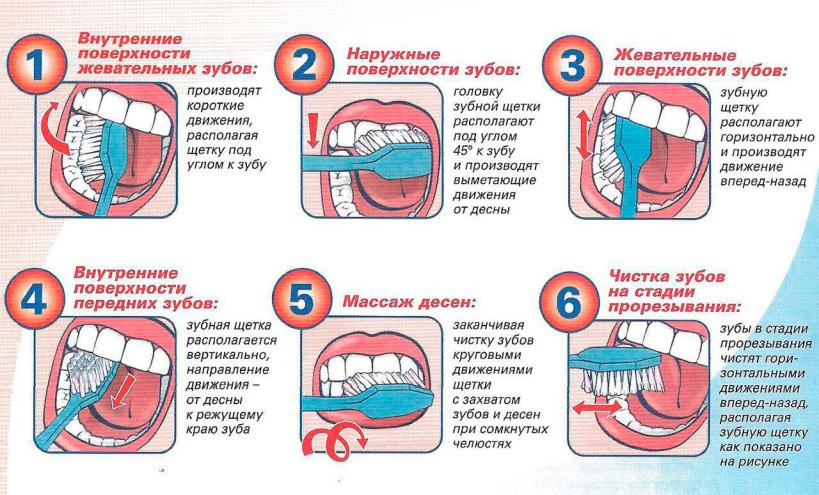 1
Внутренние
поверхности
жевательных зубов:
производят
короткие
движения,
располагая
щетку под
углом к зубу
2
Наружные
поверхности зубов:
головку
зубной щетки
располагают
под углом
45° к зубу
и производят
выметающие
движения
от десны
3
Жевательные
поверхности зубов:
зубную
щетку
располагают
горизонтально
и производят
движение
вперед-назад
4
Внутренние
поверхности
передних зубов:
зубная щетка
располагается
вертикально,
направление
движения –
от десны
к режущему
краю зуба
5
Массаж десен:
заканчивая
чистку зубов
круговыми
движениями
щетки
с захватом
зубов и десен
при сомкнутых
челюстях
6
Чистка зубов
на стадии
прорезывания:
зубы в стадии
прорезывания
чистят гори-
зонтальными
движениями
вперед-назад,
располагая
зубную щетку
как показано
на рисунке